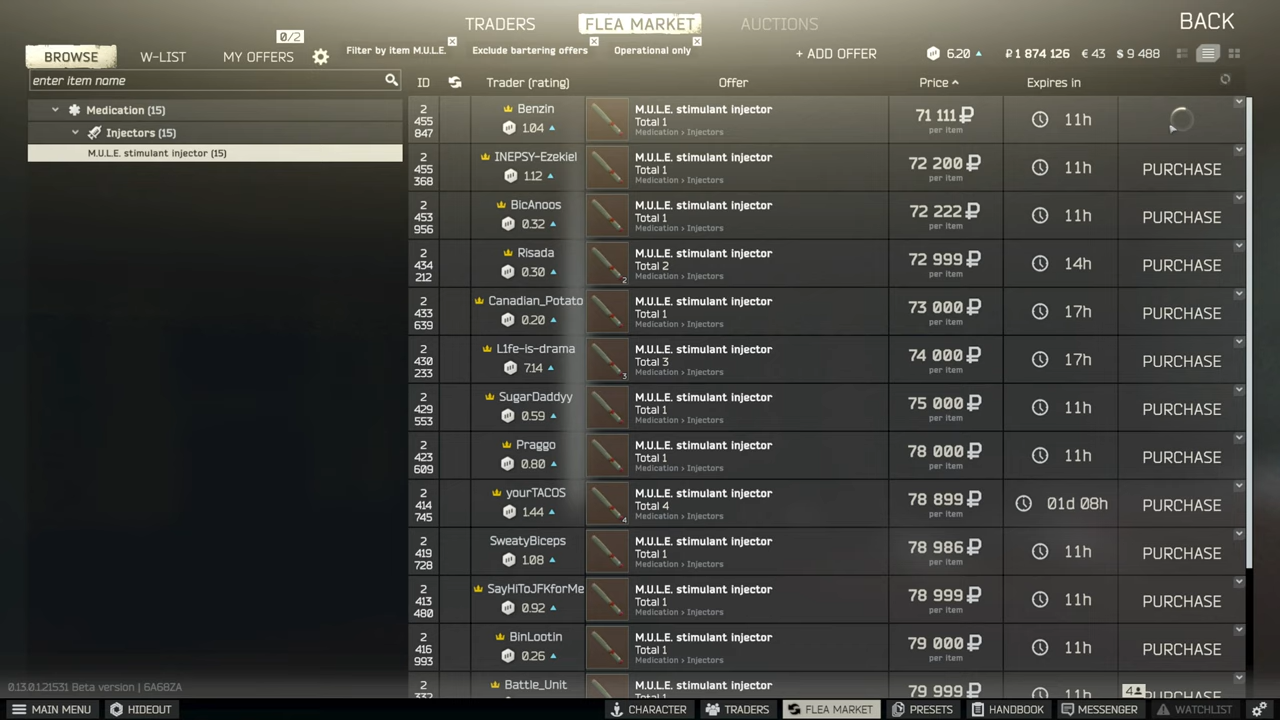 TRADERS FLEA MARKET AUCTIONS BACK
0/2
BROWSE W-LIST MY OFFERS Filter by item M.U.L.E. Exclude bartering offers Operational only + ADD OFFER 6.20 ₽ 1 874 126 € 43 $ 9 488
enter item name
ID Trader (rating) Offer Price Expires in
Medication (15)
Injectors (15)
M.U.L.E. stimulant injector (15)
2 455 847 Benzin 1.04 M.U.L.E. stimulant injector Total 1 Medication > Injectors 71 111 ₽ per item 11h
2 455 368 INEPSY-Ezekiel 1.12 M.U.L.E. stimulant injector Total 1 Medication > Injectors 72 200 ₽ per item 11h PURCHASE
2 453 956 BicAnoos 0.32 M.U.L.E. stimulant injector Total 1 Medication > Injectors 72 222 ₽ per item 11h PURCHASE
2 434 212 Risada 0.30 2 M.U.L.E. stimulant injector Total 2 Medication > Injectors 72 999 ₽ per item 14h PURCHASE
2 433 639 Canadian_Potato 0.20 M.U.L.E. stimulant injector Total 1 Medication > Injectors 73 000 ₽ per item 17h PURCHASE
2 430 233 L1fe-is-drama 7.14 3 M.U.L.E. stimulant injector Total 3 Medication > Injectors 74 000 ₽ per item 17h PURCHASE
2 429 553 SugarDaddyy 0.59 M.U.L.E. stimulant injector Total 1 Medication > Injectors 75 000 ₽ per item 11h PURCHASE
2 423 609 Praggo 0.80 M.U.L.E. stimulant injector Total 1 Medication > Injectors 78 000 ₽ per item 11h PURCHASE
2 414 745 yourTACOS 1.44 4 M.U.L.E. stimulant injector Total 4 Medication > Injectors 78 899 ₽ per item 01d 08h PURCHASE
2 419 728 SweatyBiceps 1.08 M.U.L.E. stimulant injector Total 1 Medication > Injectors 78 986 ₽ per item 11h PURCHASE
2 413 480 SayHiToJFKforMe 0.92 M.U.L.E. stimulant injector Total 1 Medication > Injectors 78 999 ₽ per item 11h PURCHASE
2 416 993 BinLootin 0.26 M.U.L.E. stimulant injector Total 1 Medication > Injectors 79 000 ₽ per item 11h PURCHASE
2 Battle_Unit M.U.L.E. stimulant injector 79 999 ₽ 11h PURCHASE
0.13.0.1.21531 Beta version | 6A68ZA
4
MAIN MENU HIDEOUT CHARACTER TRADERS FLEA MARKET PRESETS HANDBOOK MESSENGER WATCHLIST